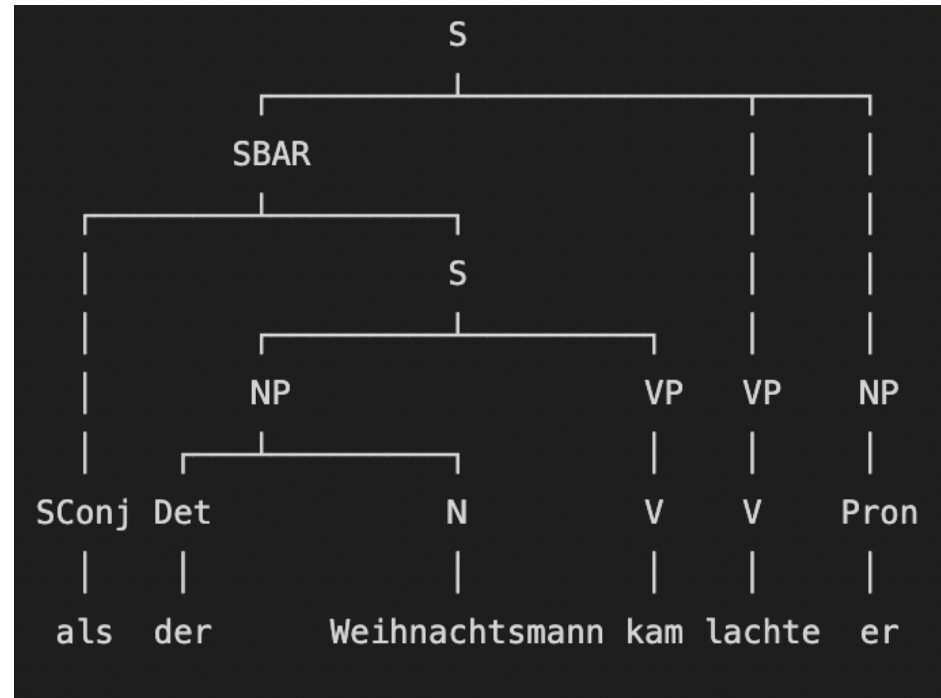 S
SBAR
S
NP VP VP NP
SConj Det N V V Pron
als der Weihnachtsmann kam lachte er